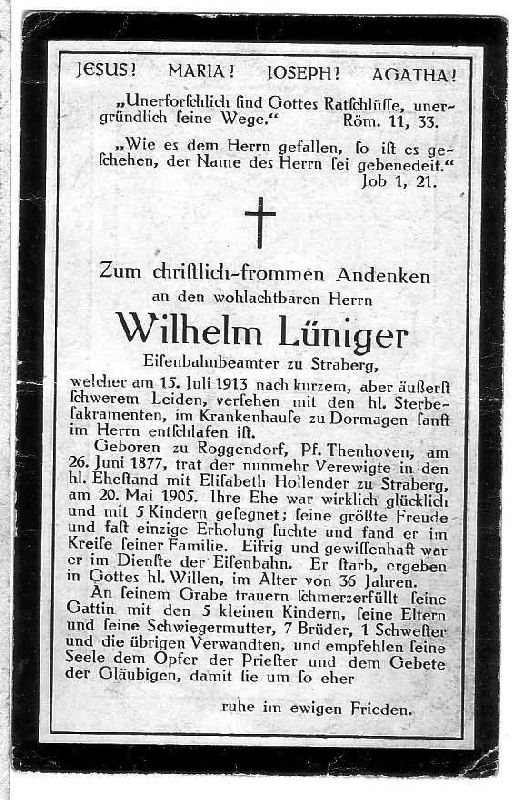 JESUS! MARIA! JOSEPH! AGATHA!
„Unerforſchlich ſind Gottes Ratſchlüſſe, uner-
gründlich ſeine Wege.“ Röm. 11, 33.
„Wie es dem Herrn gefallen, ſo iſt es ge-
ſchehen, der Name des Herrn ſei gebenedeit.“
Job 1, 21.
Zum chriſtlich-frommen Andenken
an den wohlachtbaren Herrn
Wilhelm Lüniger
Eiſenbahnbeamter zu Straberg,
welcher am 15. Juli 1913 nach kurzem, aber äußerſt
ſchwerem Leiden, verſehen mit den hl. Sterbe-
ſakramenten, im Krankenhauſe zu Dormagen ſanft
im Herrn entſchlafen iſt.
Geboren zu Roggendorf, Pf. Thenhoven, am
26. Juni 1877, trat der nunmehr Verewigte in den
hl. Eheſtand mit Eliſabeth Hollender zu Straberg,
am 20. Mai 1905. Ihre Ehe war wirklich glücklich
und mit 5 Kindern geſegnet; ſeine größte Freude
und faſt einzige Erholung ſuchte und fand er im
Kreiſe ſeiner Familie. Eifrig und gewiſſenhaft war
er im Dienſte der Eiſenbahn. Er ſtarb, ergeben
in Gottes hl. Willen, im Alter von 36 Jahren.
An ſeinem Grabe trauern ſchmerzerfüllt ſeine
Gattin mit den 5 kleinen Kindern, ſeine Eltern
und ſeine Schwiegermutter, 7 Brüder, 1 Schweſter
und die übrigen Verwandten, und empfehlen ſeine
Seele dem Opfer der Prieſter und dem Gebete
der Gläubigen, damit ſie um ſo eher
ruhe im ewigen Frieden.